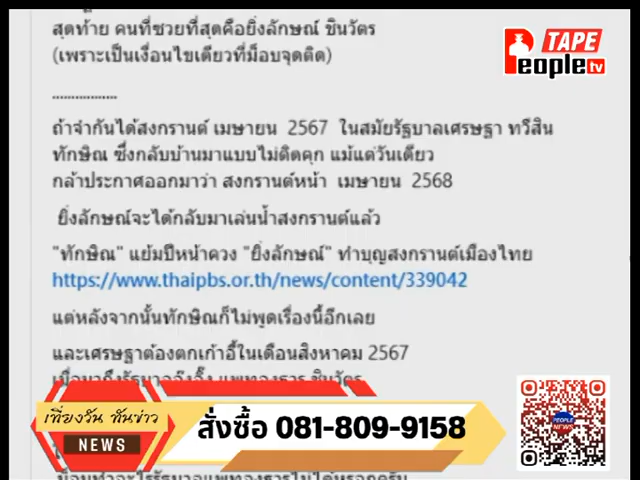 สุดท้าย คนที่ซวยที่สุดคือยิ่งลักษณ์ ชินวัตร
(เพราะเป็นเงื่อนไขเดียวที่ม็อบจุดติด)
.................
ถ้าจำกันได้สงกรานต์ เมษายน 2567 ในสมัยรัฐบาลเศรษฐา ทวีสิน
ทักษิณ ซึ่งกลับบ้านมาแบบไม่ติดคุก แม้แต่วันเดียว
กล้าประกาศออกมาว่า สงกรานต์หน้า เมษายน 2568
ยิ่งลักษณ์จะได้กลับมาเล่นน้ำสงกรานต์แล้ว
"ทักษิณ" แย้มปีหน้าควง "ยิ่งลักษณ์" ทำบุญสงกรานต์เมืองไทย
https://www.thaipbs.or.th/news/content/339042
แต่หลังจากนั้นทักษิณก็ไม่พูดเรื่องนี้อีกเลย
และเศรษฐาต้องตกเก้าอี้ในเดือนสิงหาคม 2567
TAPE
People tv
เที่ยงวัน ทันข่าว
NEWS
สั่งซื้อ 081-809-9158
PEOPLE
NEWS